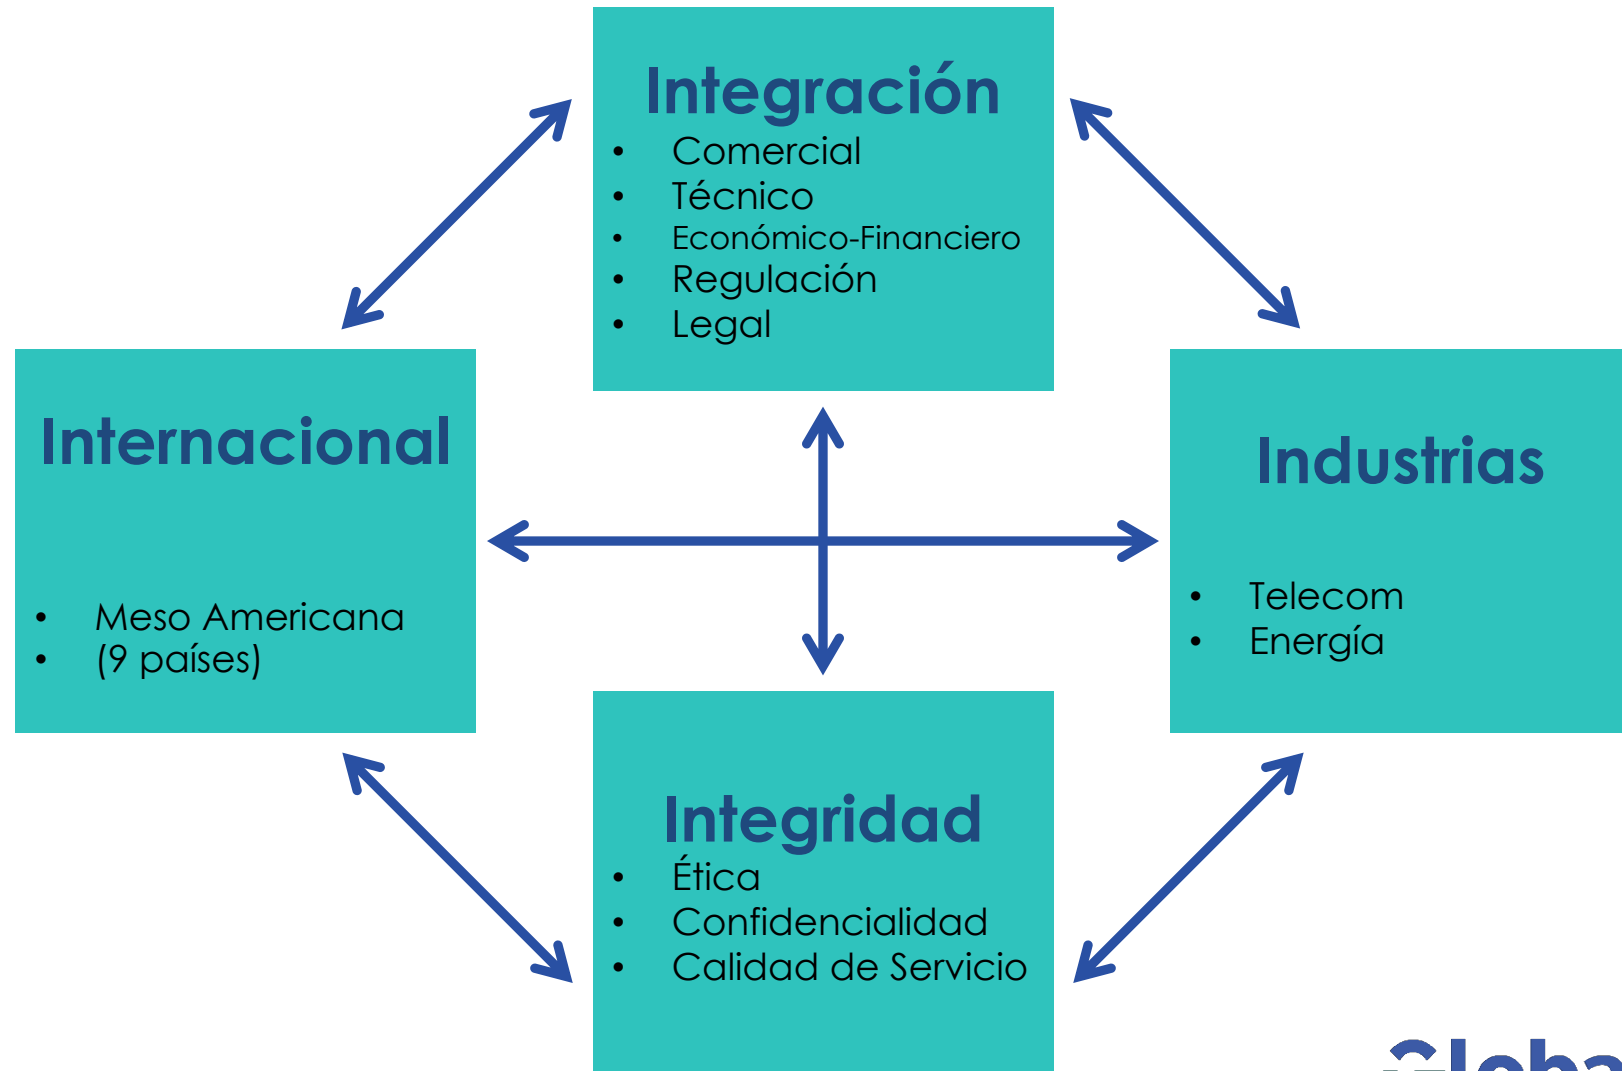 Integración
• Comercial
• Técnico
• Económico-Financiero
• Regulación
• Legal
Internacional
• Meso Americana
• (9 países)
Industrias
• Telecom
• Energía
Integridad
• Ética
• Confidencialidad
• Calidad de Servicio